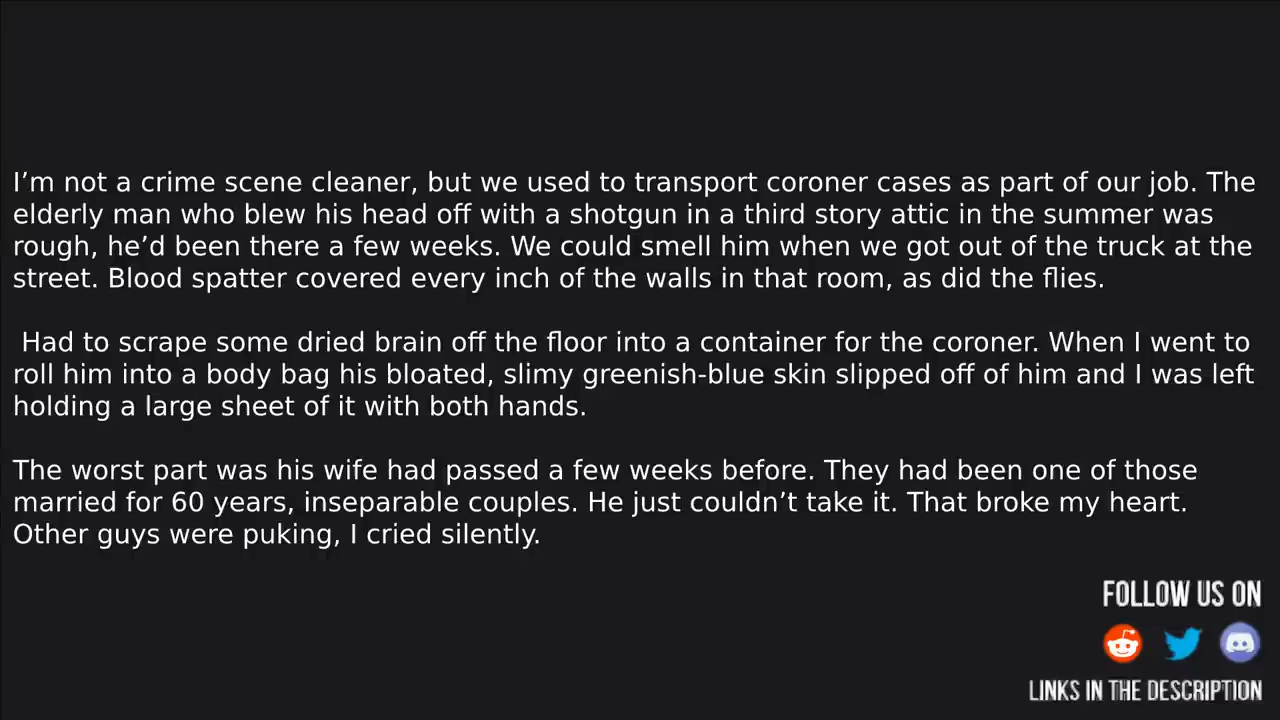 I’m not a crime scene cleaner, but we used to transport coroner cases as part of our job. The
elderly man who blew his head off with a shotgun in a third story attic in the summer was
rough, he’d been there a few weeks. We could smell him when we got out of the truck at the
street. Blood spatter covered every inch of the walls in that room, as did the flies.
Had to scrape some dried brain off the floor into a container for the coroner. When I went to
roll him into a body bag his bloated, slimy greenish-blue skin slipped off of him and I was left
holding a large sheet of it with both hands.
The worst part was his wife had passed a few weeks before. They had been one of those
married for 60 years, inseparable couples. He just couldn’t take it. That broke my heart.
Other guys were puking, I cried silently.
FOLLOW US ON
LINKS IN THE DESCRIPTION